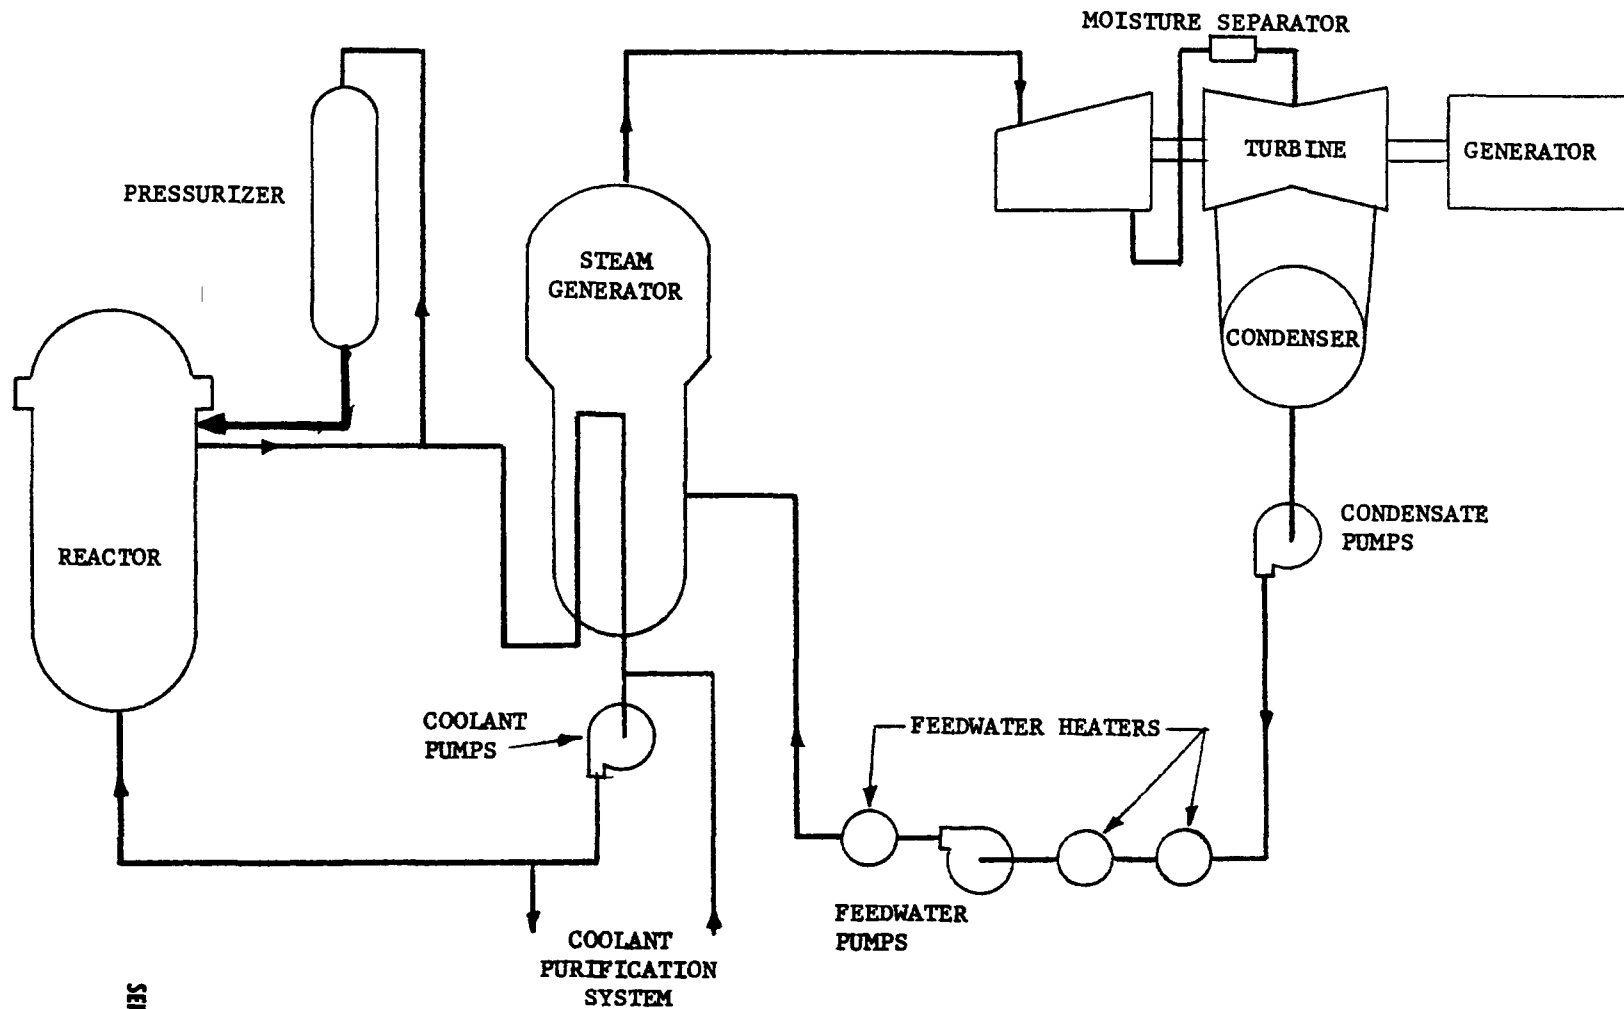 MOISTURE SEPARATOR
TURBINE
GENERATOR
PRESSURIZER
STEAM
GENERATOR
CONDENSER
REACTOR
CONDENSATE
PUMPS
COOLANT
PUMPS
FEEDWATER HEATERS
FEEDWATER
PUMPS
COOLANT
PURIFICATION
SYSTEM